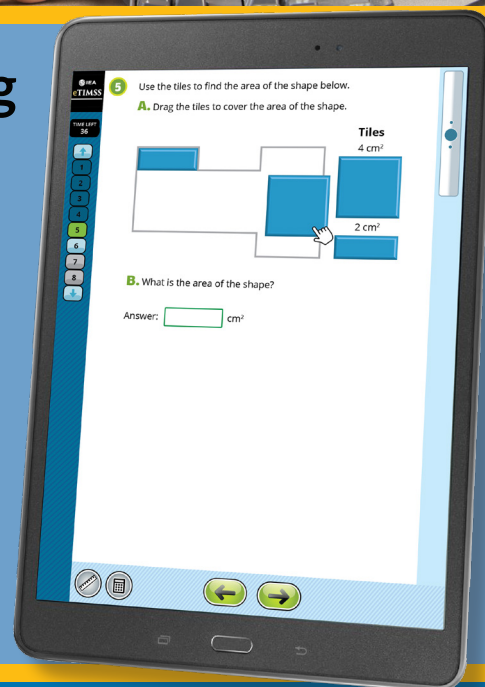 g
IEA
eTIMSS
TIME LEFT
36
1
2
3
4
5
6
7
8
5 Use the tiles to find the area of the shape below.
A. Drag the tiles to cover the area of the shape.
Tiles
4 cm²
2 cm²
B. What is the area of the shape?
Answer: cm²